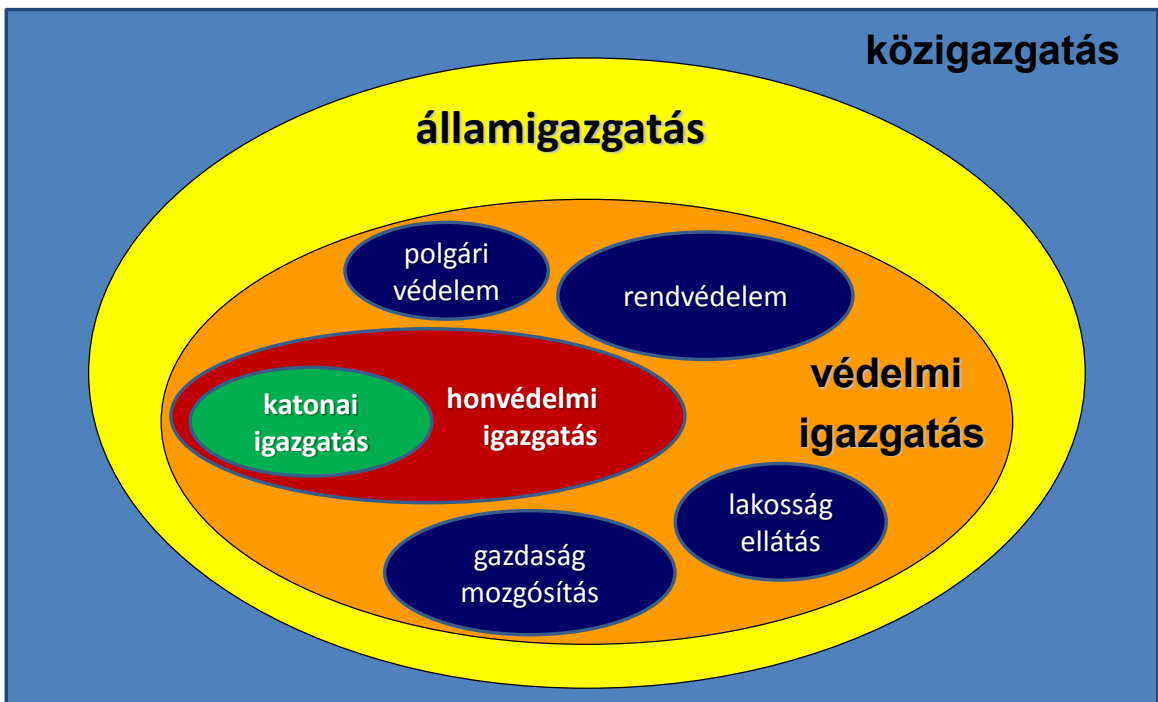 közigazgatás
államigazgatás
polgári
védelem
rendvédelem
védelmi
igazgatás
honvédelmi
igazgatás
katonai
igazgatás
lakosság
ellátás
gazdaság
mozgósítás